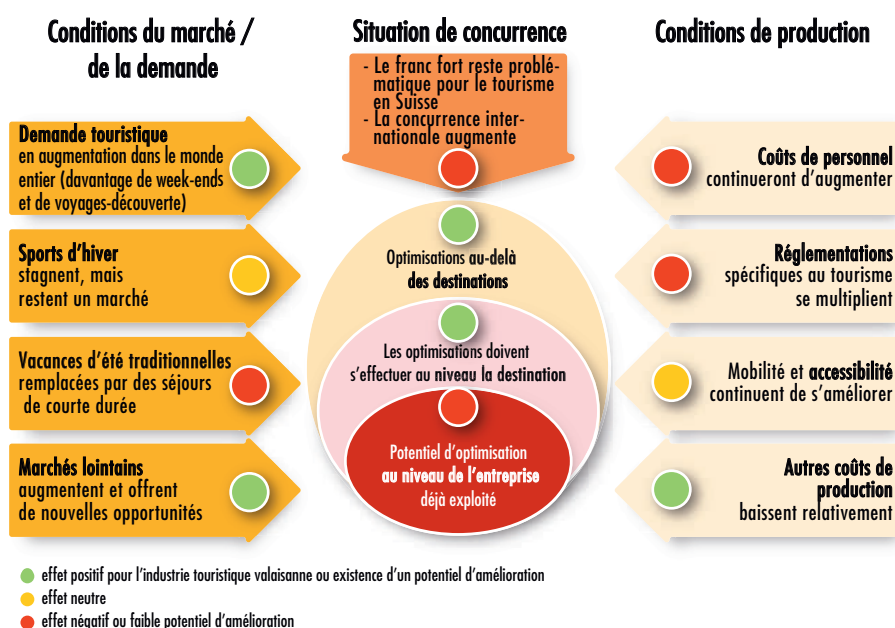 Conditions du marché /
de la demande
Demande touristique
en augmentation dans le monde
entier (davantage de week-ends
et de voyages-découverte)
Sports d'hiver
stagnent, mais
restent un marché
Vacances d'été traditionnelles
remplacées par des séjours
de courte durée
Marchés lointains
augmentent et offrent
de nouvelles opportunités
Situation de concurrence
- Le franc fort reste problé-
matique pour le tourisme
en Suisse
- La concurrence inter-
nationale augmente
Optimisations au-delà
des destinations
Les optimisations doivent
s'effectuer au niveau la destination
Potentiel d'optimisation
au niveau de l'entreprise
déjà exploité
Conditions de production
Coûts de personnel
continueront d'augmenter
Réglementations
spécifiques au tourisme
se multiplient
Mobilité et accessibilité
continuent de s'améliorer
Autres coûts de
production
baissent relativement
effet positif pour l'industrie touristique valaisanne ou existence d'un potentiel d'amélioration
effet neutre
effet négatif ou faible potentiel d'amélioration